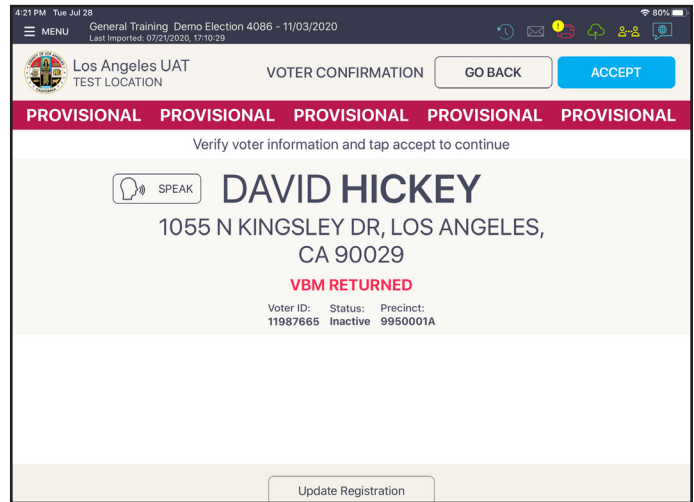 4:21 PM Tue Jul 28
80%
MENU
General Training Demo Election 4086 - 11/03/2020
Last Imported: 07/21/2020, 17:10:29
Los Angeles UAT
TEST LOCATION
VOTER CONFIRMATION
GO BACK
ACCEPT
PROVISIONAL PROVISIONAL PROVISIONAL PROVISIONAL PROVISIONAL
Verify voter information and tap accept to continue
SPEAK
DAVID HICKEY
1055 N KINGSLEY DR, LOS ANGELES,
CA 90029
VBM RETURNED
Voter ID: Status: Precinct:
11987665 Inactive 9950001A
Update Registration